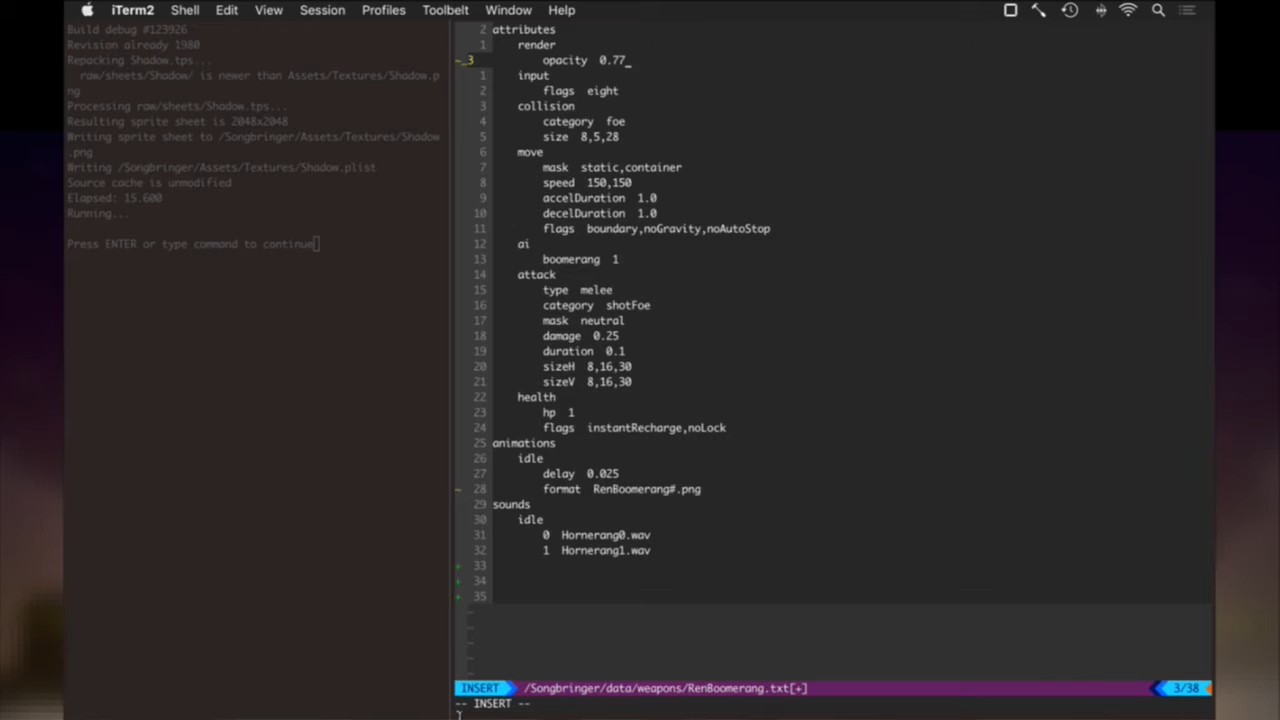 iTerm2 Shell Edit View Session Profiles Toolbelt Window Help
Build debug #123926
Revision already 1980
Repacking Shadow.tps...
raw/sheets/Shadow/ is newer than Assets/Textures/Shadow.p
ng
Processing raw/sheets/Shadow.tps...
Resulting sprite sheet is 2048x2048
Writing sprite sheet to /Songbringer/Assets/Textures/Shadow
.png
Writing /Songbringer/Assets/Textures/Shadow.plist
Source cache is unmodified
Elapsed: 15.600
Running...
Press ENTER or type command to continue
2 attributes
1 render
~ 3 opacity 0.77_
1 input
2 flags eight
3 collision
4 category foe
5 size 8,5,28
6 move
7 mask static,container
8 speed 150,150
9 accelDuration 1.0
10 decelDuration 1.0
11 flags boundary,noGravity,noAutoStop
12 ai
13 boomerang 1
14 attack
15 type melee
16 category shotFoe
17 mask neutral
18 damage 0.25
19 duration 0.1
20 sizeH 8,16,30
21 sizeV 8,16,30
22 health
23 hp 1
24 flags instantRecharge,noLock
25 animations
26 idle
27 delay 0.025
~ 28 format RenBoomerang#.png
29 sounds
30 idle
31 0 Hornerang0.wav
32 1 Hornerang1.wav
+ 33
+ 34
+ 35
~
~
~
~
~
INSERT /Songbringer/data/weapons/RenBoomerang.txt[+] 3/38
-- INSERT --